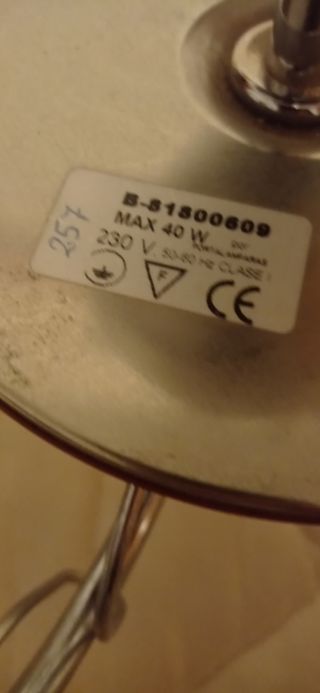 B-81800609
MAX 40 W
230 V. 50-60 Hz CLASE I
F
CE
257